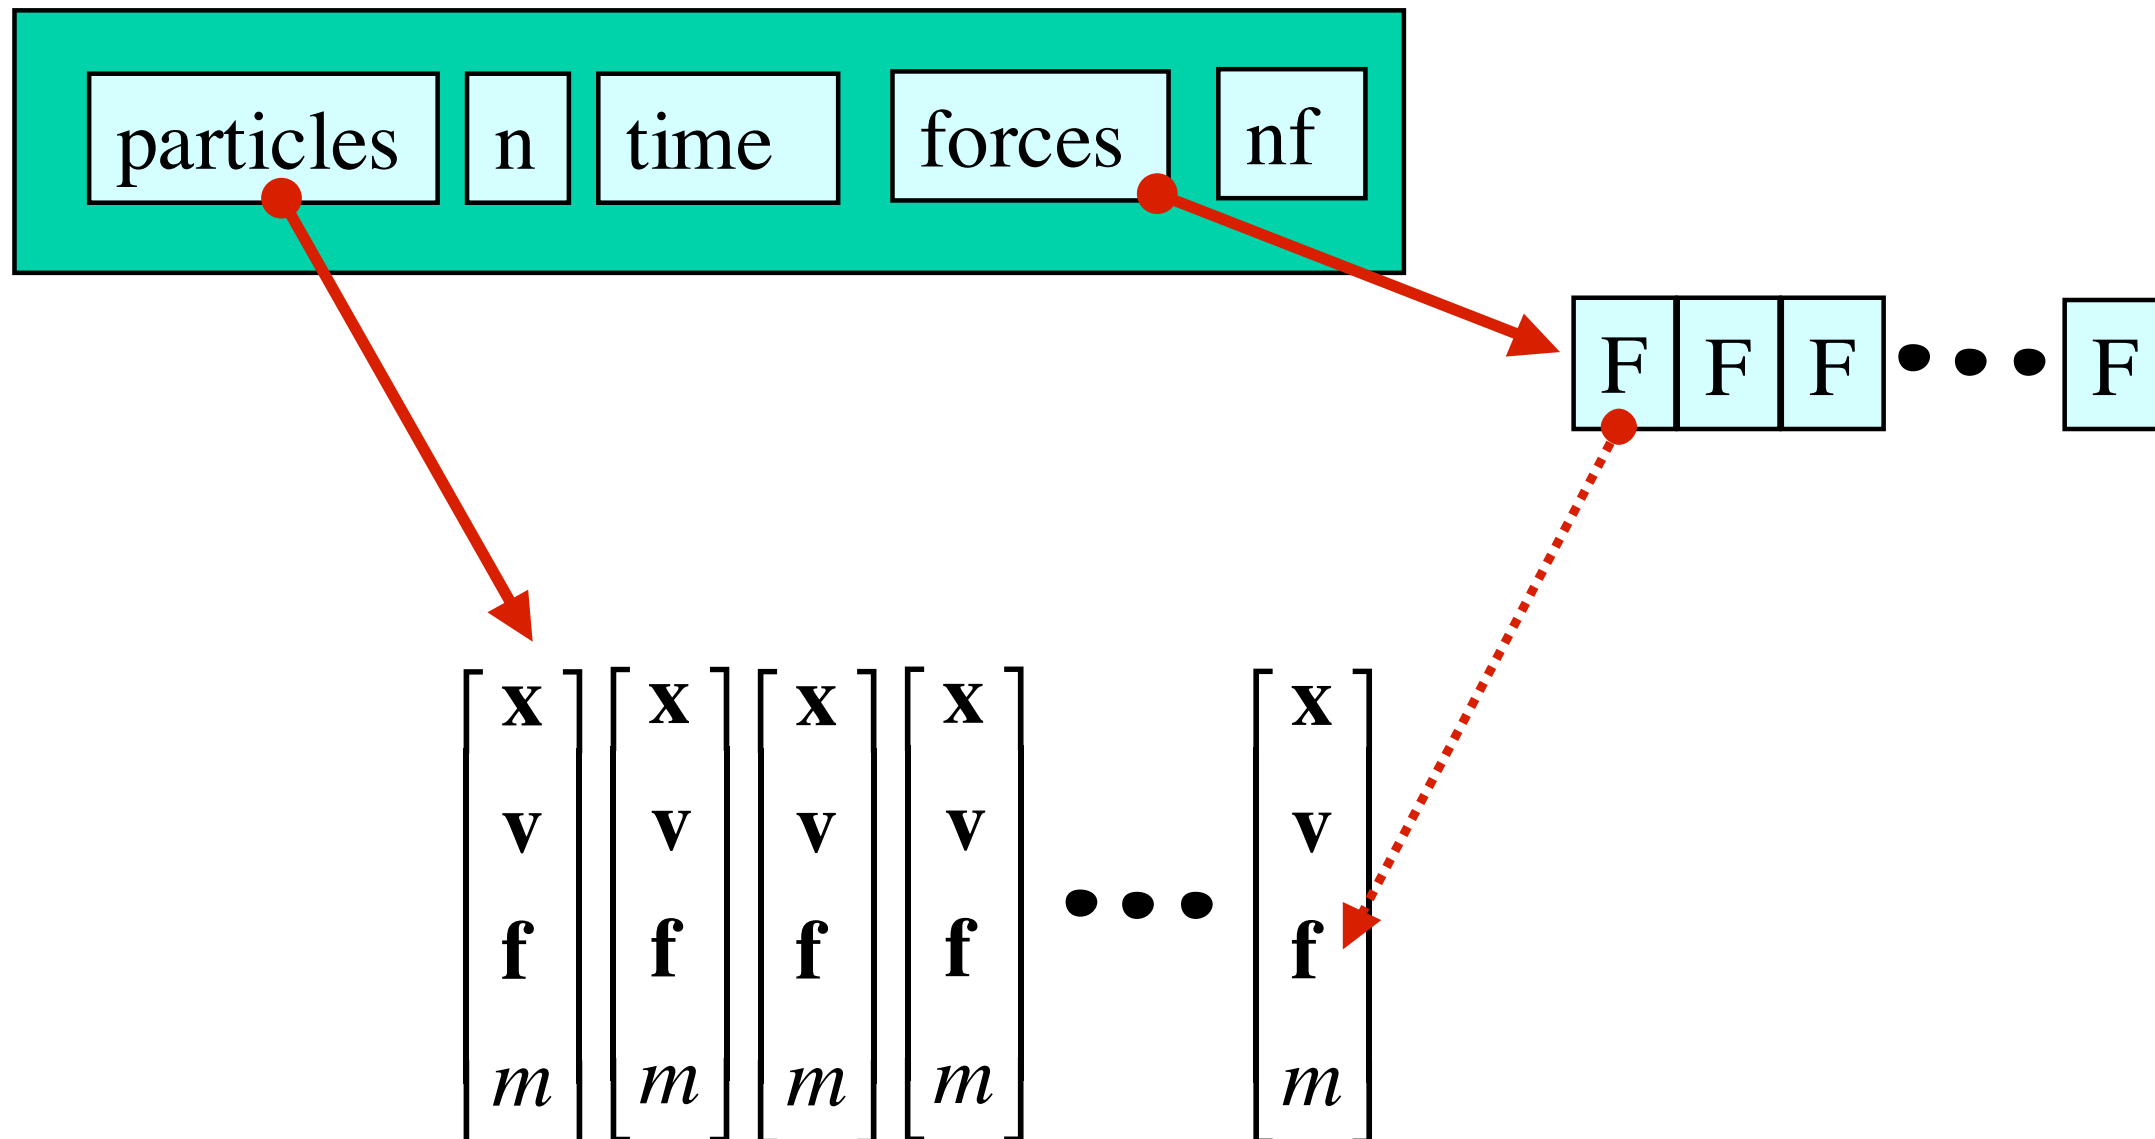 particles n time forces nf
F F F ••• F
x x x x x
v v v v v
••• 
f f f f f
m m m m m